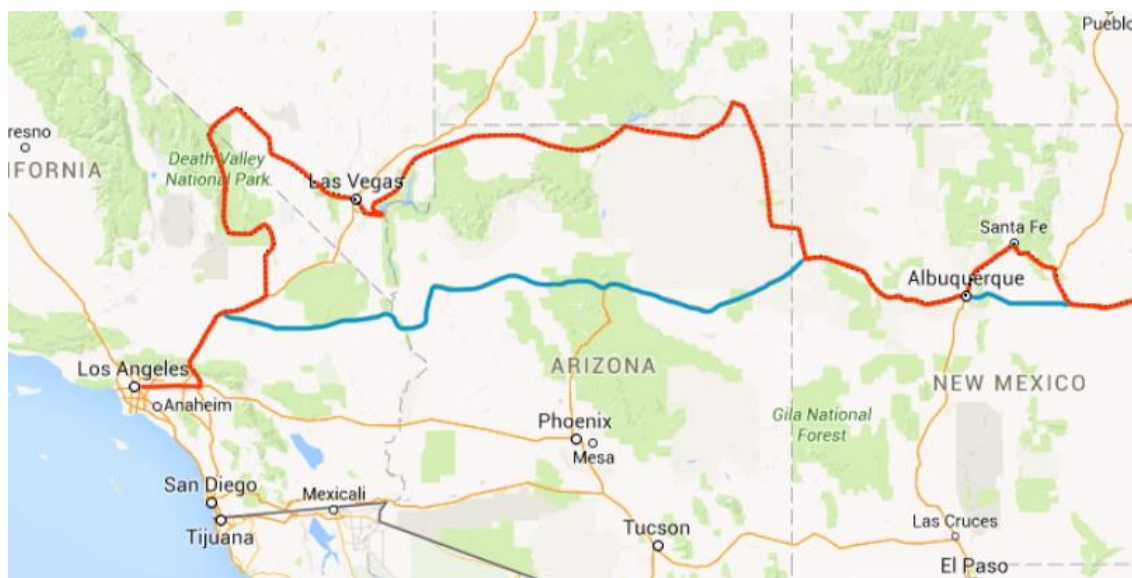 Pueblo
resno
IFORNIA
Death Valley
National Park
Las Vegas
Santa Fe
Albuquerque
Los Angeles
Anaheim
ARIZONA
NEW MEXICO
Phoenix
Mesa
Gila National
Forest
San Diego
Mexicali
Tijuana
Tucson
Las Cruces
El Paso